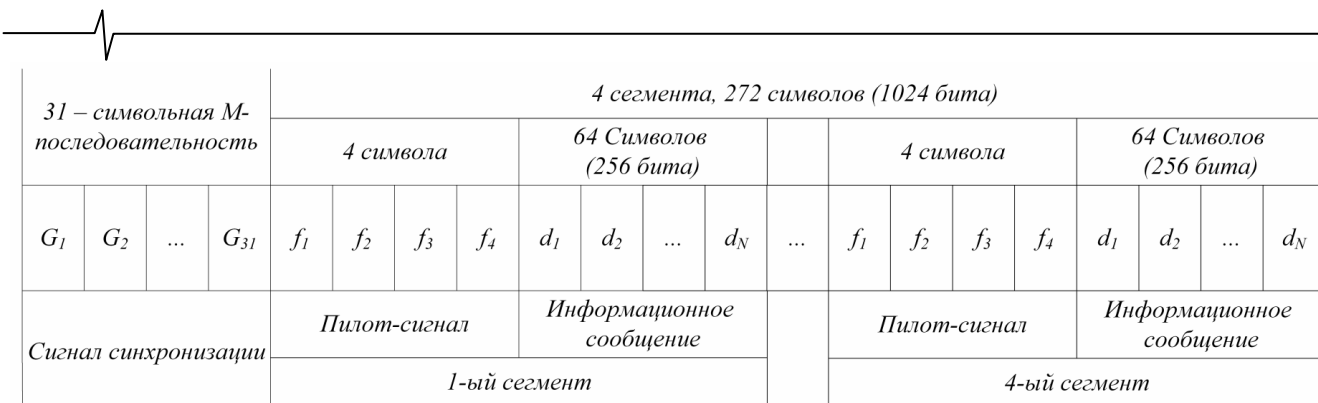 4 сегмента, 272 символов (1024 бита)
31 – символьная М-
последовательность
4 символа
64 Символов
(256 бита)
4 символа
64 Символов
(256 бита)
G1 G2 ... G31 f1 f2 f3 f4 d1 d2 ... dN ... f1 f2 f3 f4 d1 d2 ... dN
Сигнал синхронизации
Пилот-сигнал
Информационное
сообщение
Пилот-сигнал
Информационное
сообщение
1-ый сегмент
4-ый сегмент